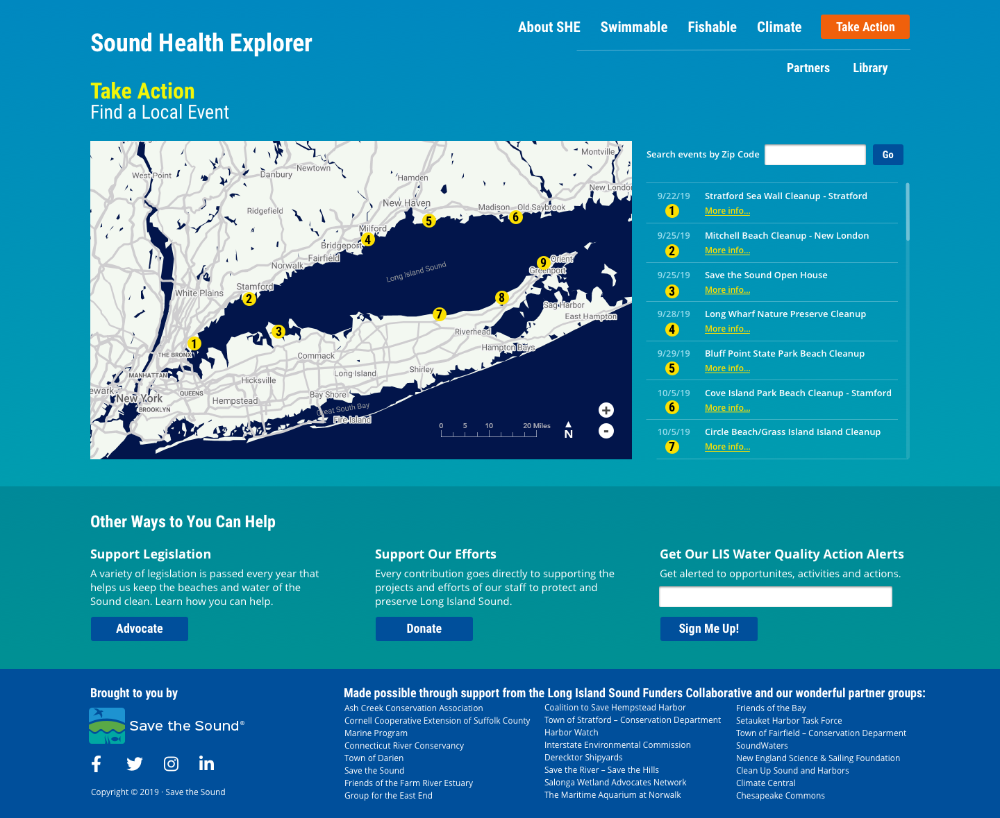 Sound Health Explorer
About SHE
Swimmable
Fishable
Climate
Take Action
Partners
Library
Take Action
Find a Local Event
West Point
Danbury
Newtown
Hamden
Montville
New London
Ridgefield
New Haven
Madison
Old Saybrook
5
6
Milford
4
Bridgeport
Fairfield
Norwalk
Long Island Sound
9
Orient
Greenport
Stamford
White Plains
2
8
Sag Harbor
East Hampton
7
3
Riverhead
1
Hampton Bays
THE BRONX
Commack
Shirley
MANHATTAN
Long Island
Hicksville
ewark
New York
QUEENS
Bay Shore
Hempstead
BROOKLYN
Great South Bay
Fire Island
0 5 10 20 Miles
N
+
-
Search events by Zip Code
Go
9/22/19 Stratford Sea Wall Cleanup - Stratford
1 More info...
9/25/19 Mitchell Beach Cleanup - New London
2 More info...
9/25/19 Save the Sound Open House
3 More info...
9/28/19 Long Wharf Nature Preserve Cleanup
4 More info...
9/29/19 Bluff Point State Park Beach Cleanup
5 More info...
10/5/19 Cove Island Park Beach Cleanup - Stamford
6 More info...
10/5/19 Circle Beach/Grass Island Island Cleanup
7 More info...
Other Ways to You Can Help
Support Legislation
A variety of legislation is passed every year that
helps us keep the beaches and water of the
Sound clean. Learn how you can help.
Advocate
Support Our Efforts
Every contribution goes directly to supporting the
projects and efforts of our staff to protect and
preserve Long Island Sound.
Donate
Get Our LIS Water Quality Action Alerts
Get alerted to opportunites, activities and actions.
Sign Me Up!
Brought to you by
Save the Sound®
Copyright © 2019 · Save the Sound
Made possible through support from the Long Island Sound Funders Collaborative and our wonderful partner groups:
Ash Creek Conservation Association
Cornell Cooperative Extension of Suffolk County
Marine Program
Connecticut River Conservancy
Town of Darien
Save the Sound
Friends of the Farm River Estuary
Group for the East End
Coalition to Save Hempstead Harbor
Town of Stratford – Conservation Department
Harbor Watch
Interstate Environmental Commission
Derecktor Shipyards
Save the River – Save the Hills
Salonga Wetland Advocates Network
The Maritime Aquarium at Norwalk
Friends of the Bay
Setauket Harbor Task Force
Town of Fairfield – Conservation Deparment
SoundWaters
New England Science & Sailing Foundation
Clean Up Sound and Harbors
Climate Central
Chesapeake Commons